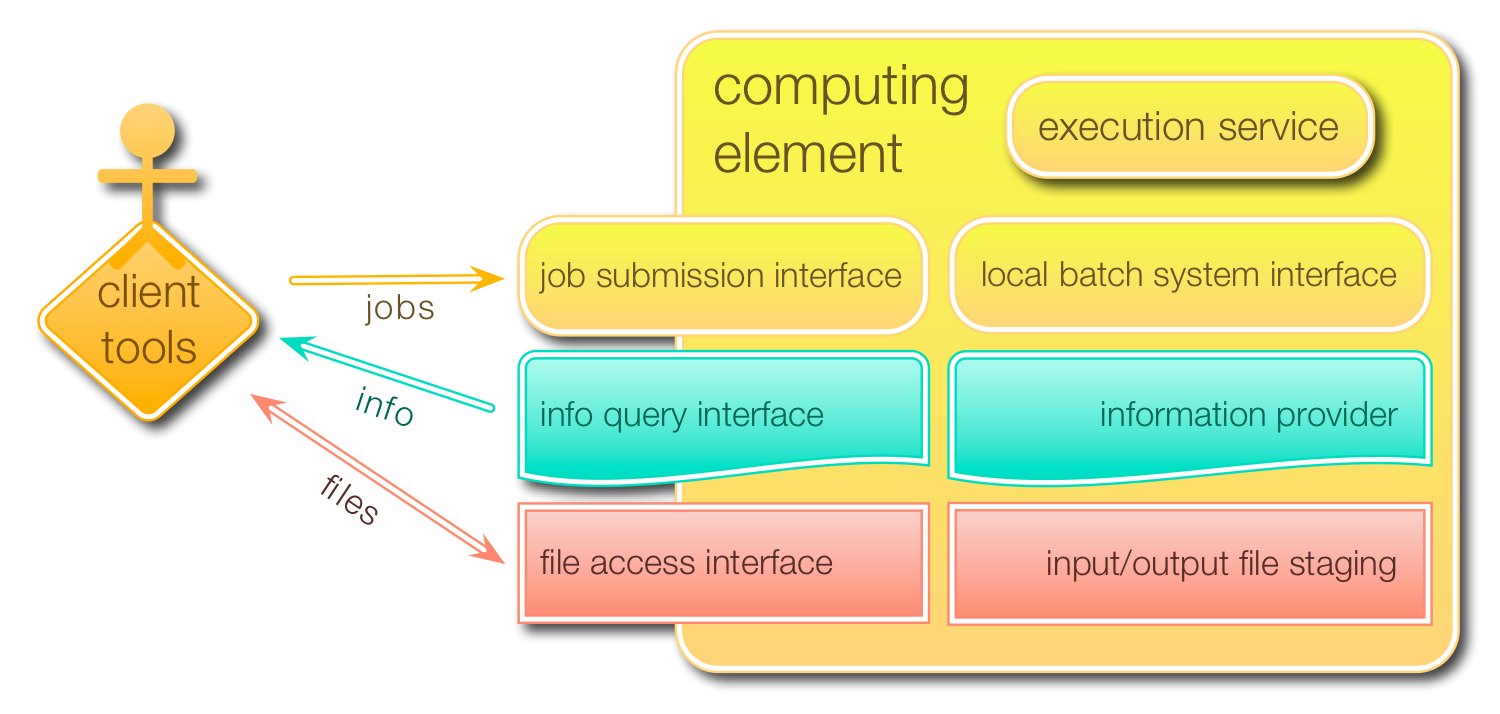 computing
element
execution service
client
tools
jobs
info
files
job submission interface
local batch system interface
info query interface
information provider
file access interface
input/output file staging